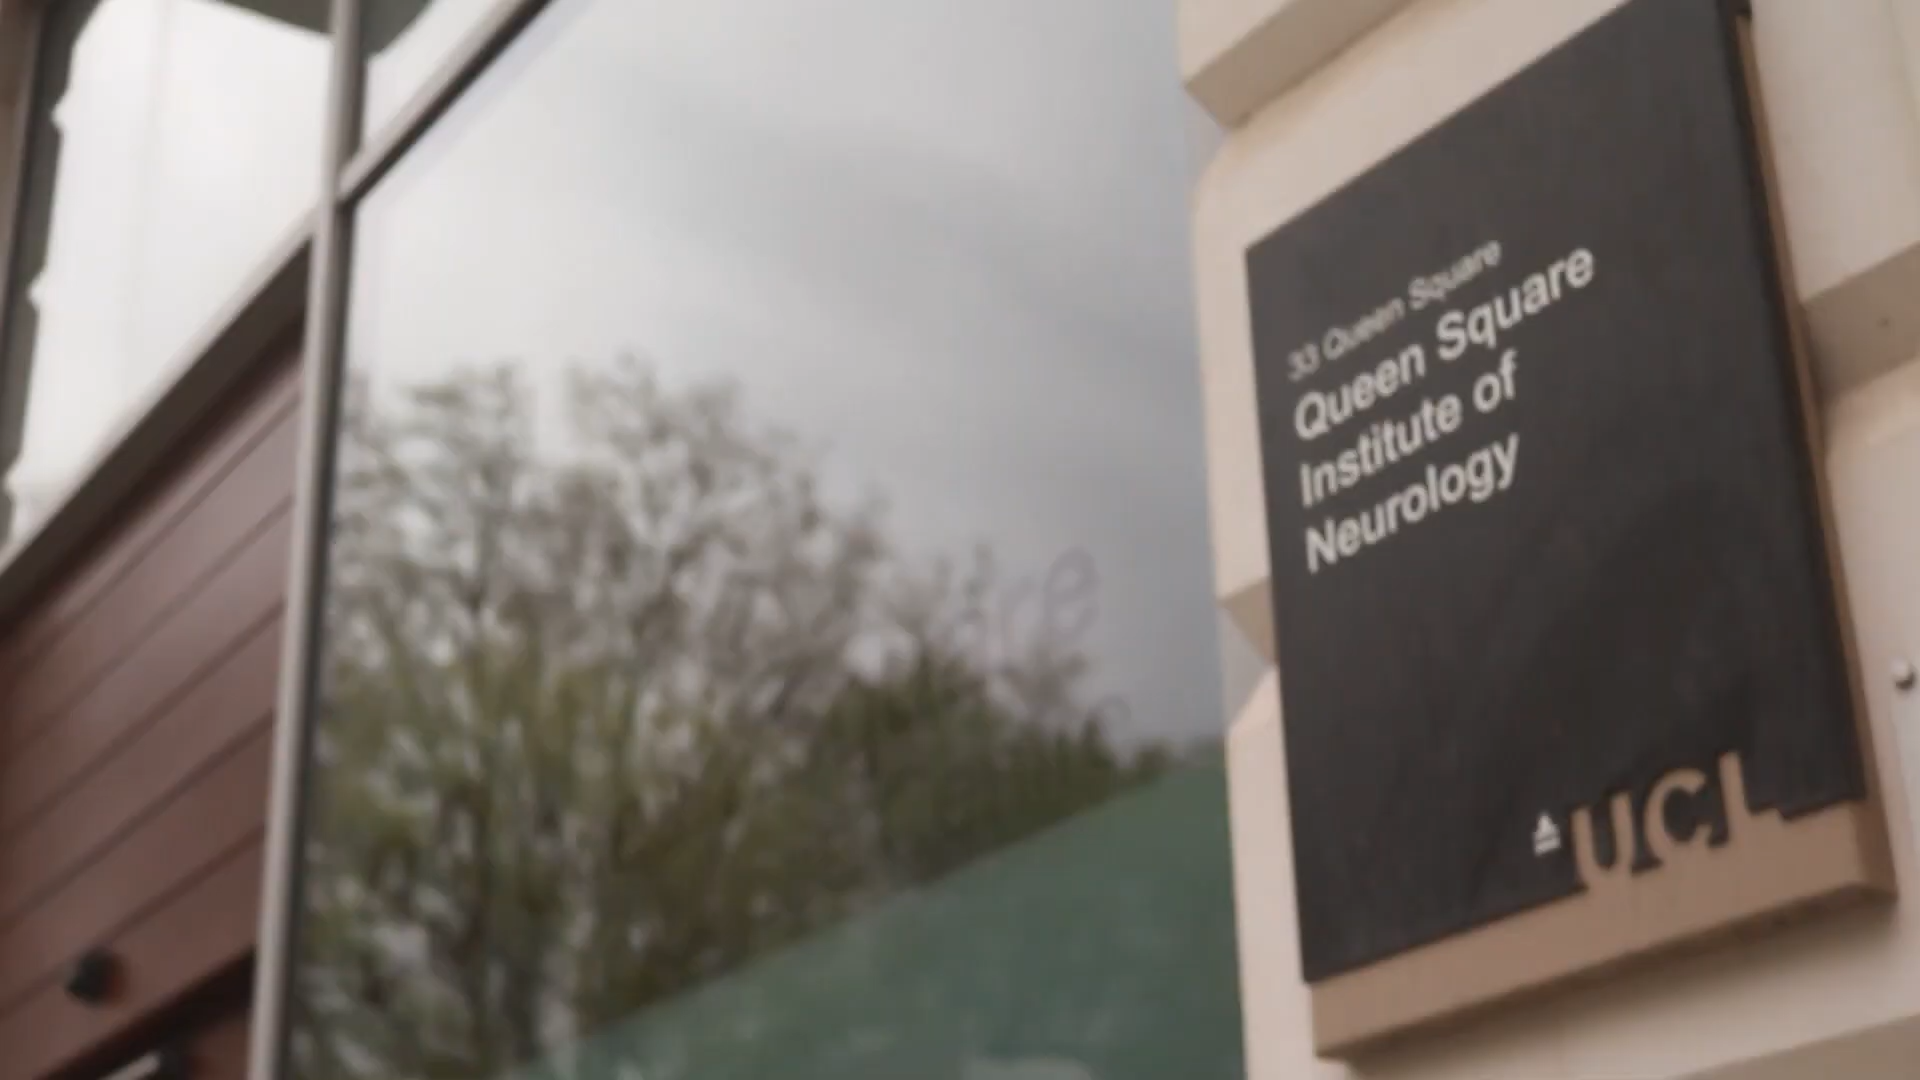 33 Queen Square
Queen Square
Institute of
Neurology
UCL